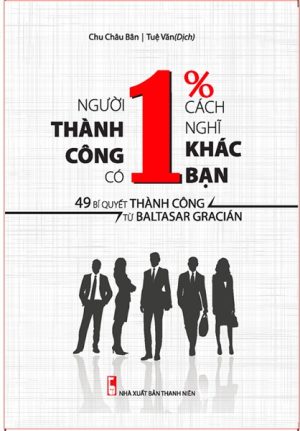 Chu Châu Bân | Tuệ Văn(Dịch)
NGƯỜI
THÀNH
CÔNG
CÓ
1%
CÁCH
NGHĨ
KHÁC
BẠN
49 BÍ QUYẾT THÀNH CÔNG
TỪ BALTASAR GRACIÁN
NHÀ XUẤT BẢN THANH NIÊN